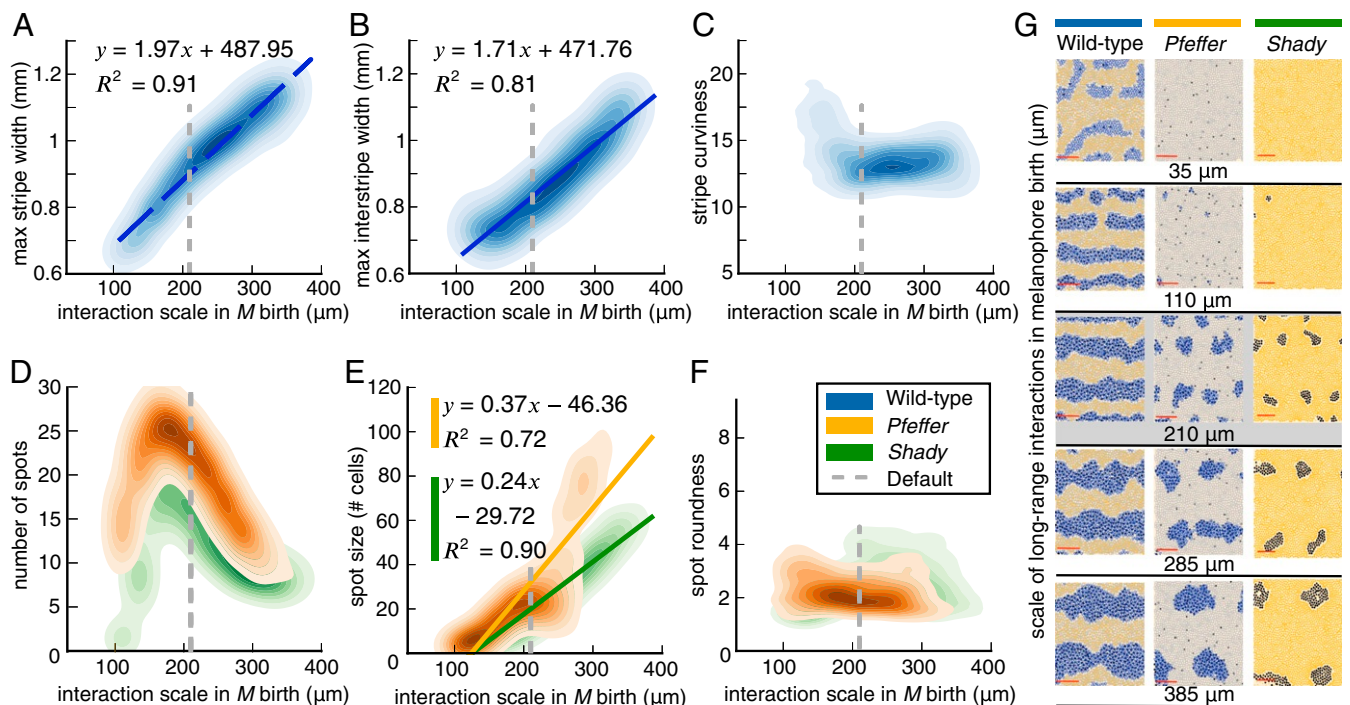 A
y = 1.97x + 487.95
R² = 0.91
max stripe width (mm)
1.2
1
0.8
0.6
100
200
300
400
interaction scale in M birth (µm)
B
y = 1.71x + 471.76
R² = 0.81
max interstripe width (mm)
1.2
1
0.8
0.6
100
200
300
400
interaction scale in M birth (µm)
C
stripe curviness
20
15
10
5
100
200
300
400
interaction scale in M birth (µm)
D
number of spots
30
25
20
15
10
5
0
100
200
300
400
interaction scale in M birth (µm)
E
y = 0.37x − 46.36
R² = 0.72
y = 0.24x
− 29.72
R² = 0.90
spot size (# cells)
120
100
80
60
40
20
0
100
200
300
400
interaction scale in M birth (µm)
F
Wild-type
Pfeffer
Shady
Default
spot roundness
8
6
4
2
0
100
200
300
400
interaction scale in M birth (µm)
G
Wild-type
Pfeffer
Shady
scale of long-range interactions in melanophore birth (µm)
35 µm
110 µm
210 µm
285 µm
385 µm